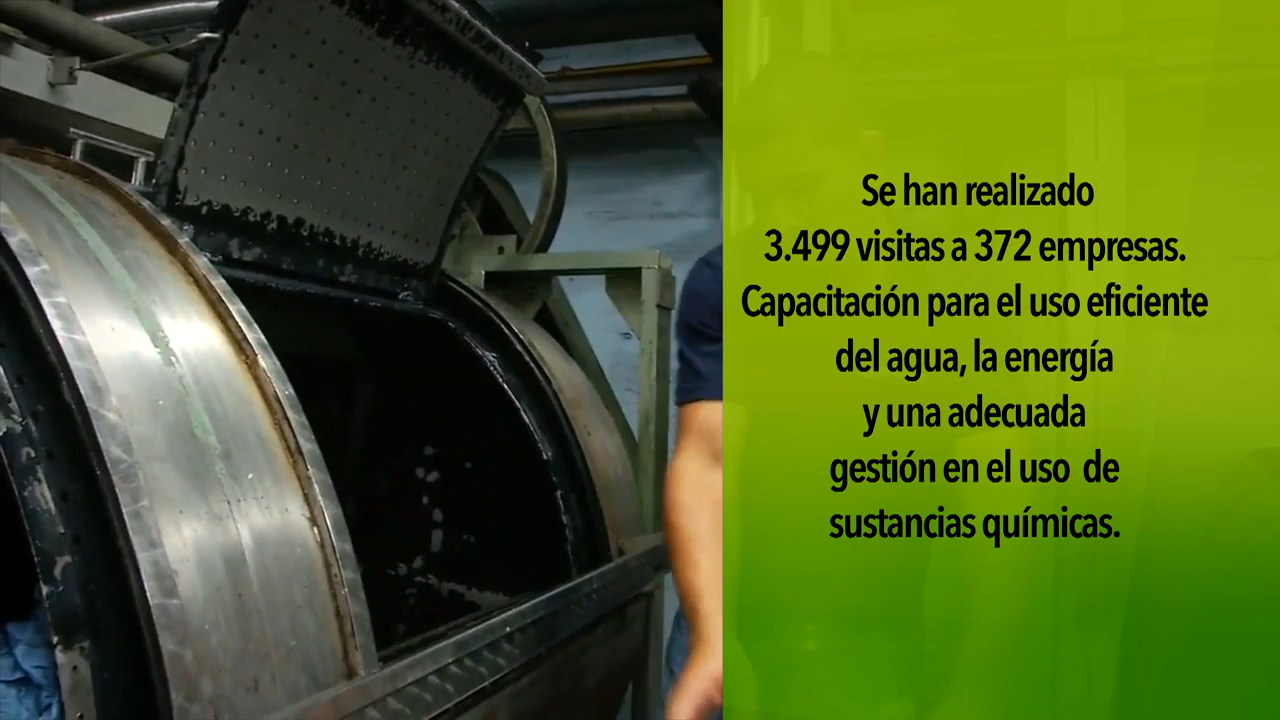 Se han realizado
3.499 visitas a 372 empresas.
Capacitación para el uso eficiente
del agua, la energía
y una adecuada
gestión en el uso de
sustancias químicas.